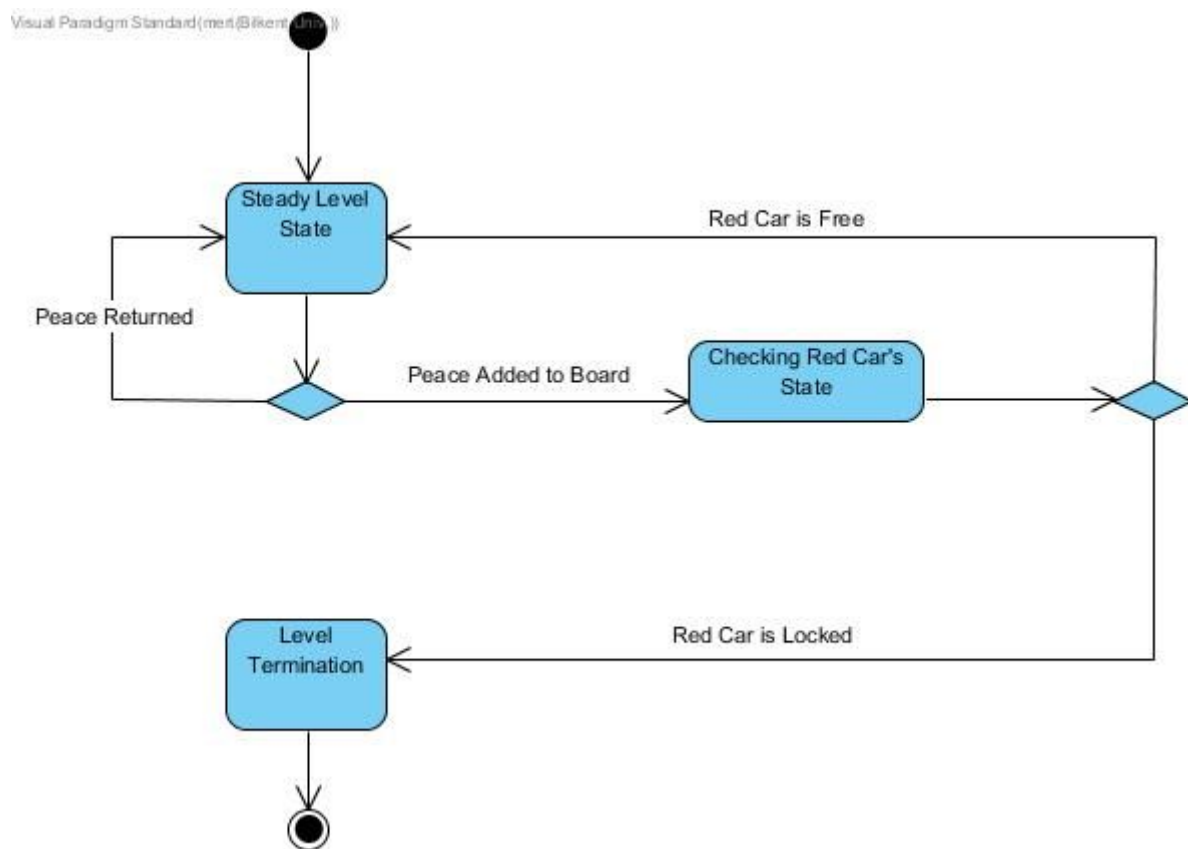 Visual Paradigm Standard(mert(Bilkent Univ.))
Steady Level
State
Red Car is Free
Peace Returned
Peace Added to Board
Checking Red Car's
State
Level
Termination
Red Car is Locked